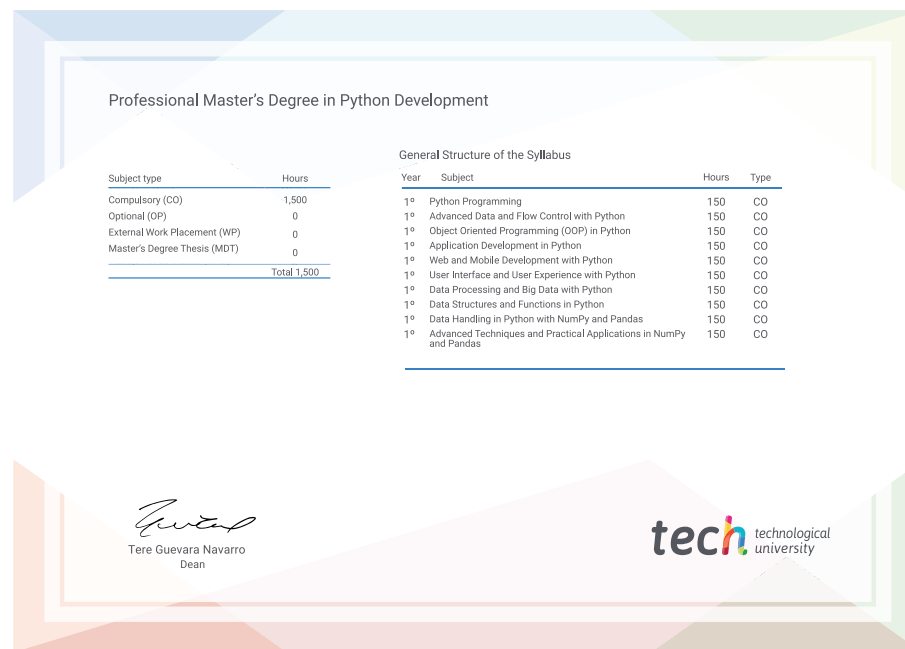 Professional Master's Degree in Python Development
Subject type Hours
Compulsory (CO) 1,500
Optional (OP) 0
External Work Placement (WP) 0
Master's Degree Thesis (MDT) 0
Total 1,500
General Structure of the Syllabus
Year Subject Hours Type
1º Python Programming 150 CO
1º Advanced Data and Flow Control with Python 150 CO
1º Object Oriented Programming (OOP) in Python 150 CO
1º Application Development in Python 150 CO
1º Web and Mobile Development with Python 150 CO
1º User Interface and User Experience with Python 150 CO
1º Data Processing and Big Data with Python 150 CO
1º Data Structures and Functions in Python 150 CO
1º Data Handling in Python with NumPy and Pandas 150 CO
1º Advanced Techniques and Practical Applications in NumPy 150 CO
and Pandas
Tere Guevara Navarro
Dean
tech technological
university